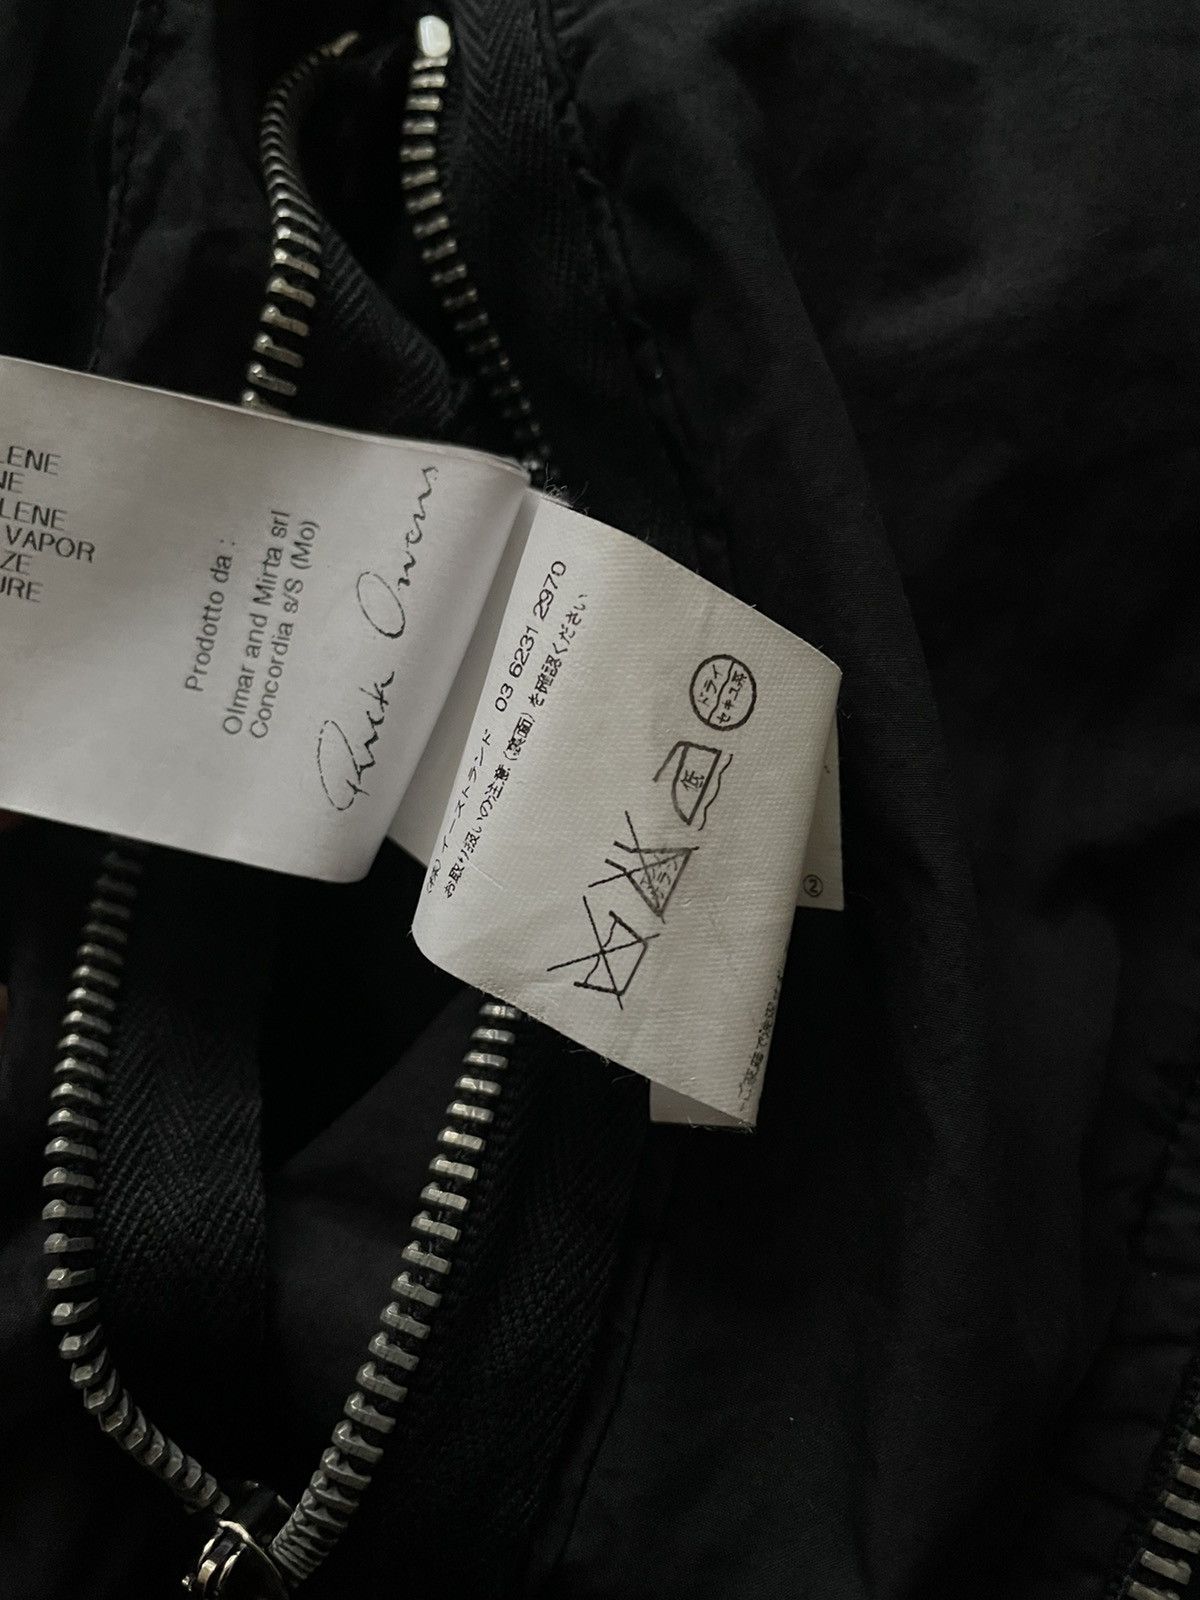 LENE
NE
LENE
VAPOR
ZE
URE
Prodotto da :
Olmar and Mirta srl
Concordia s/S (Mo)
Rick Owens
(株) イーストランド 03 6231 2970
お取り扱いの注意(裏面)を確認ください
ドライ
セキユ系
低
②